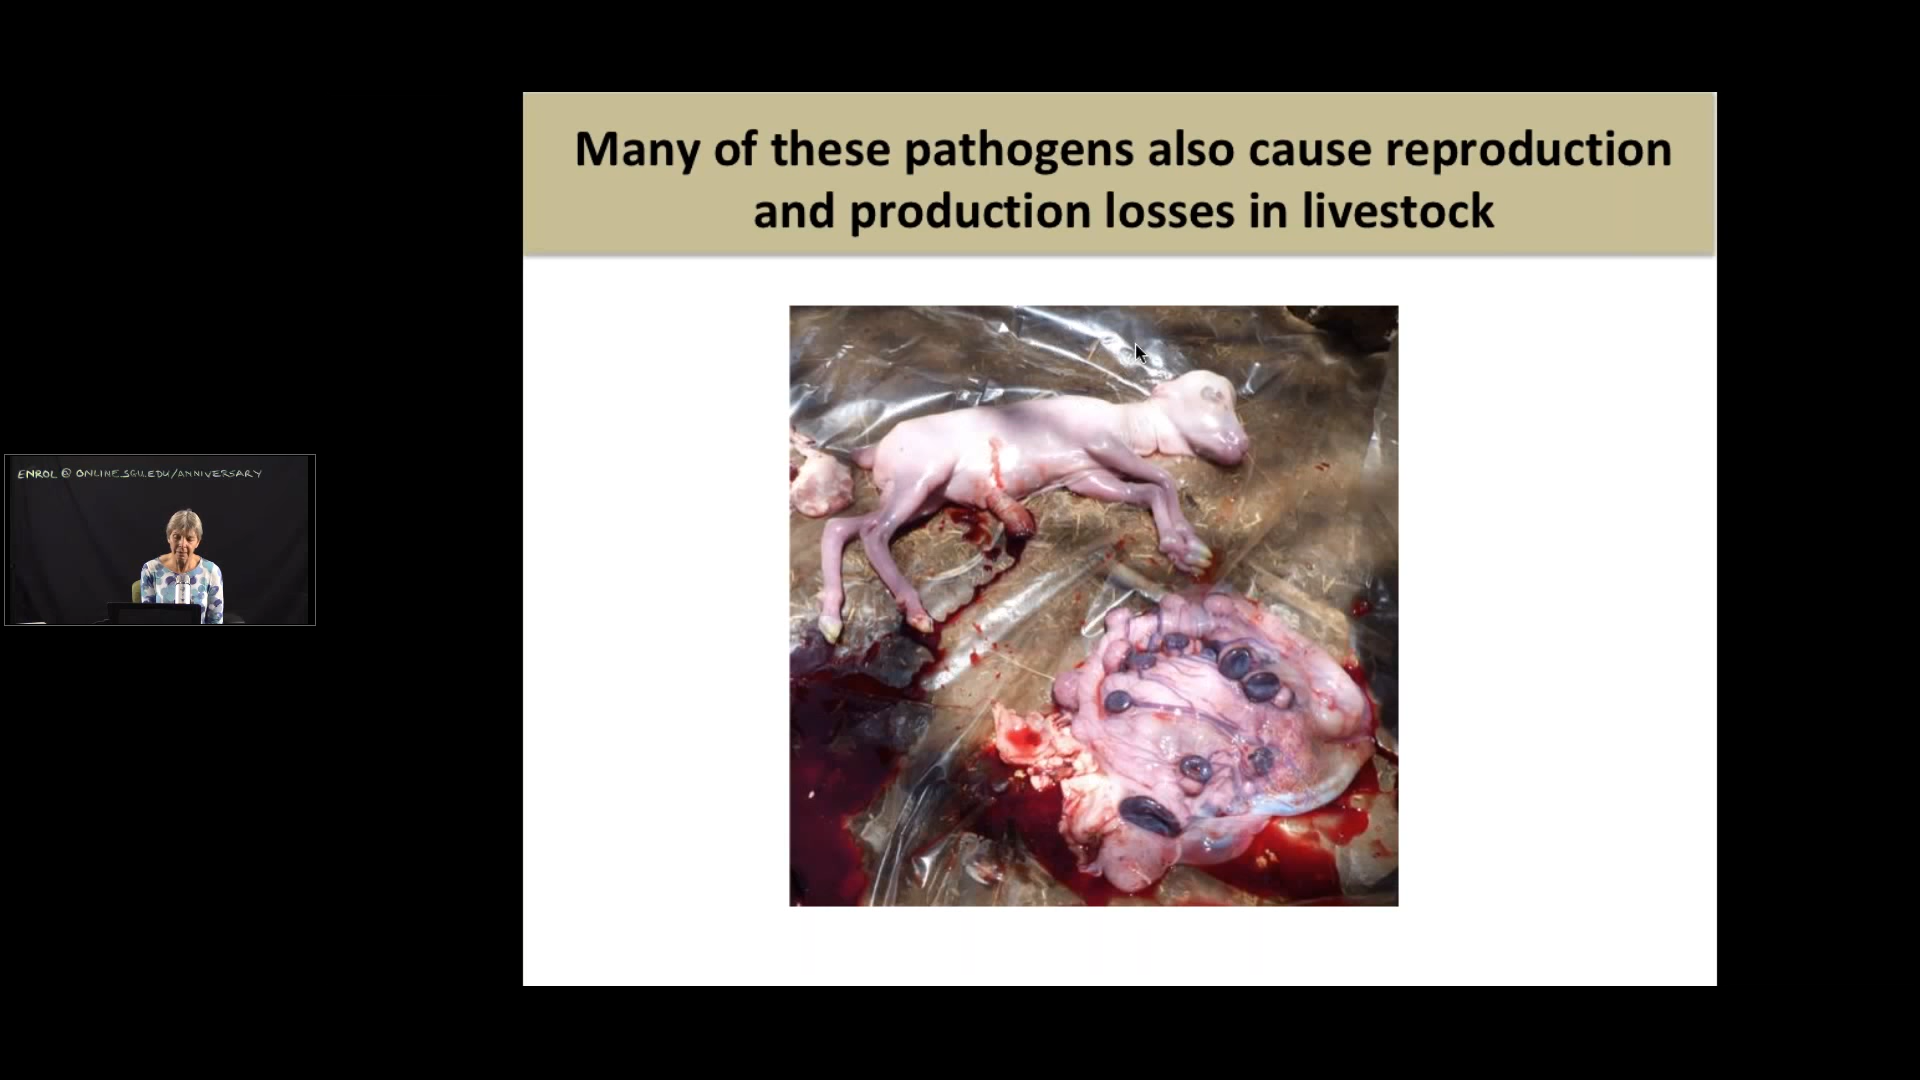 Many of these pathogens also cause reproduction
and production losses in livestock
ENROL @ ONLINE.SGU.EDU/ANNIVERSARY